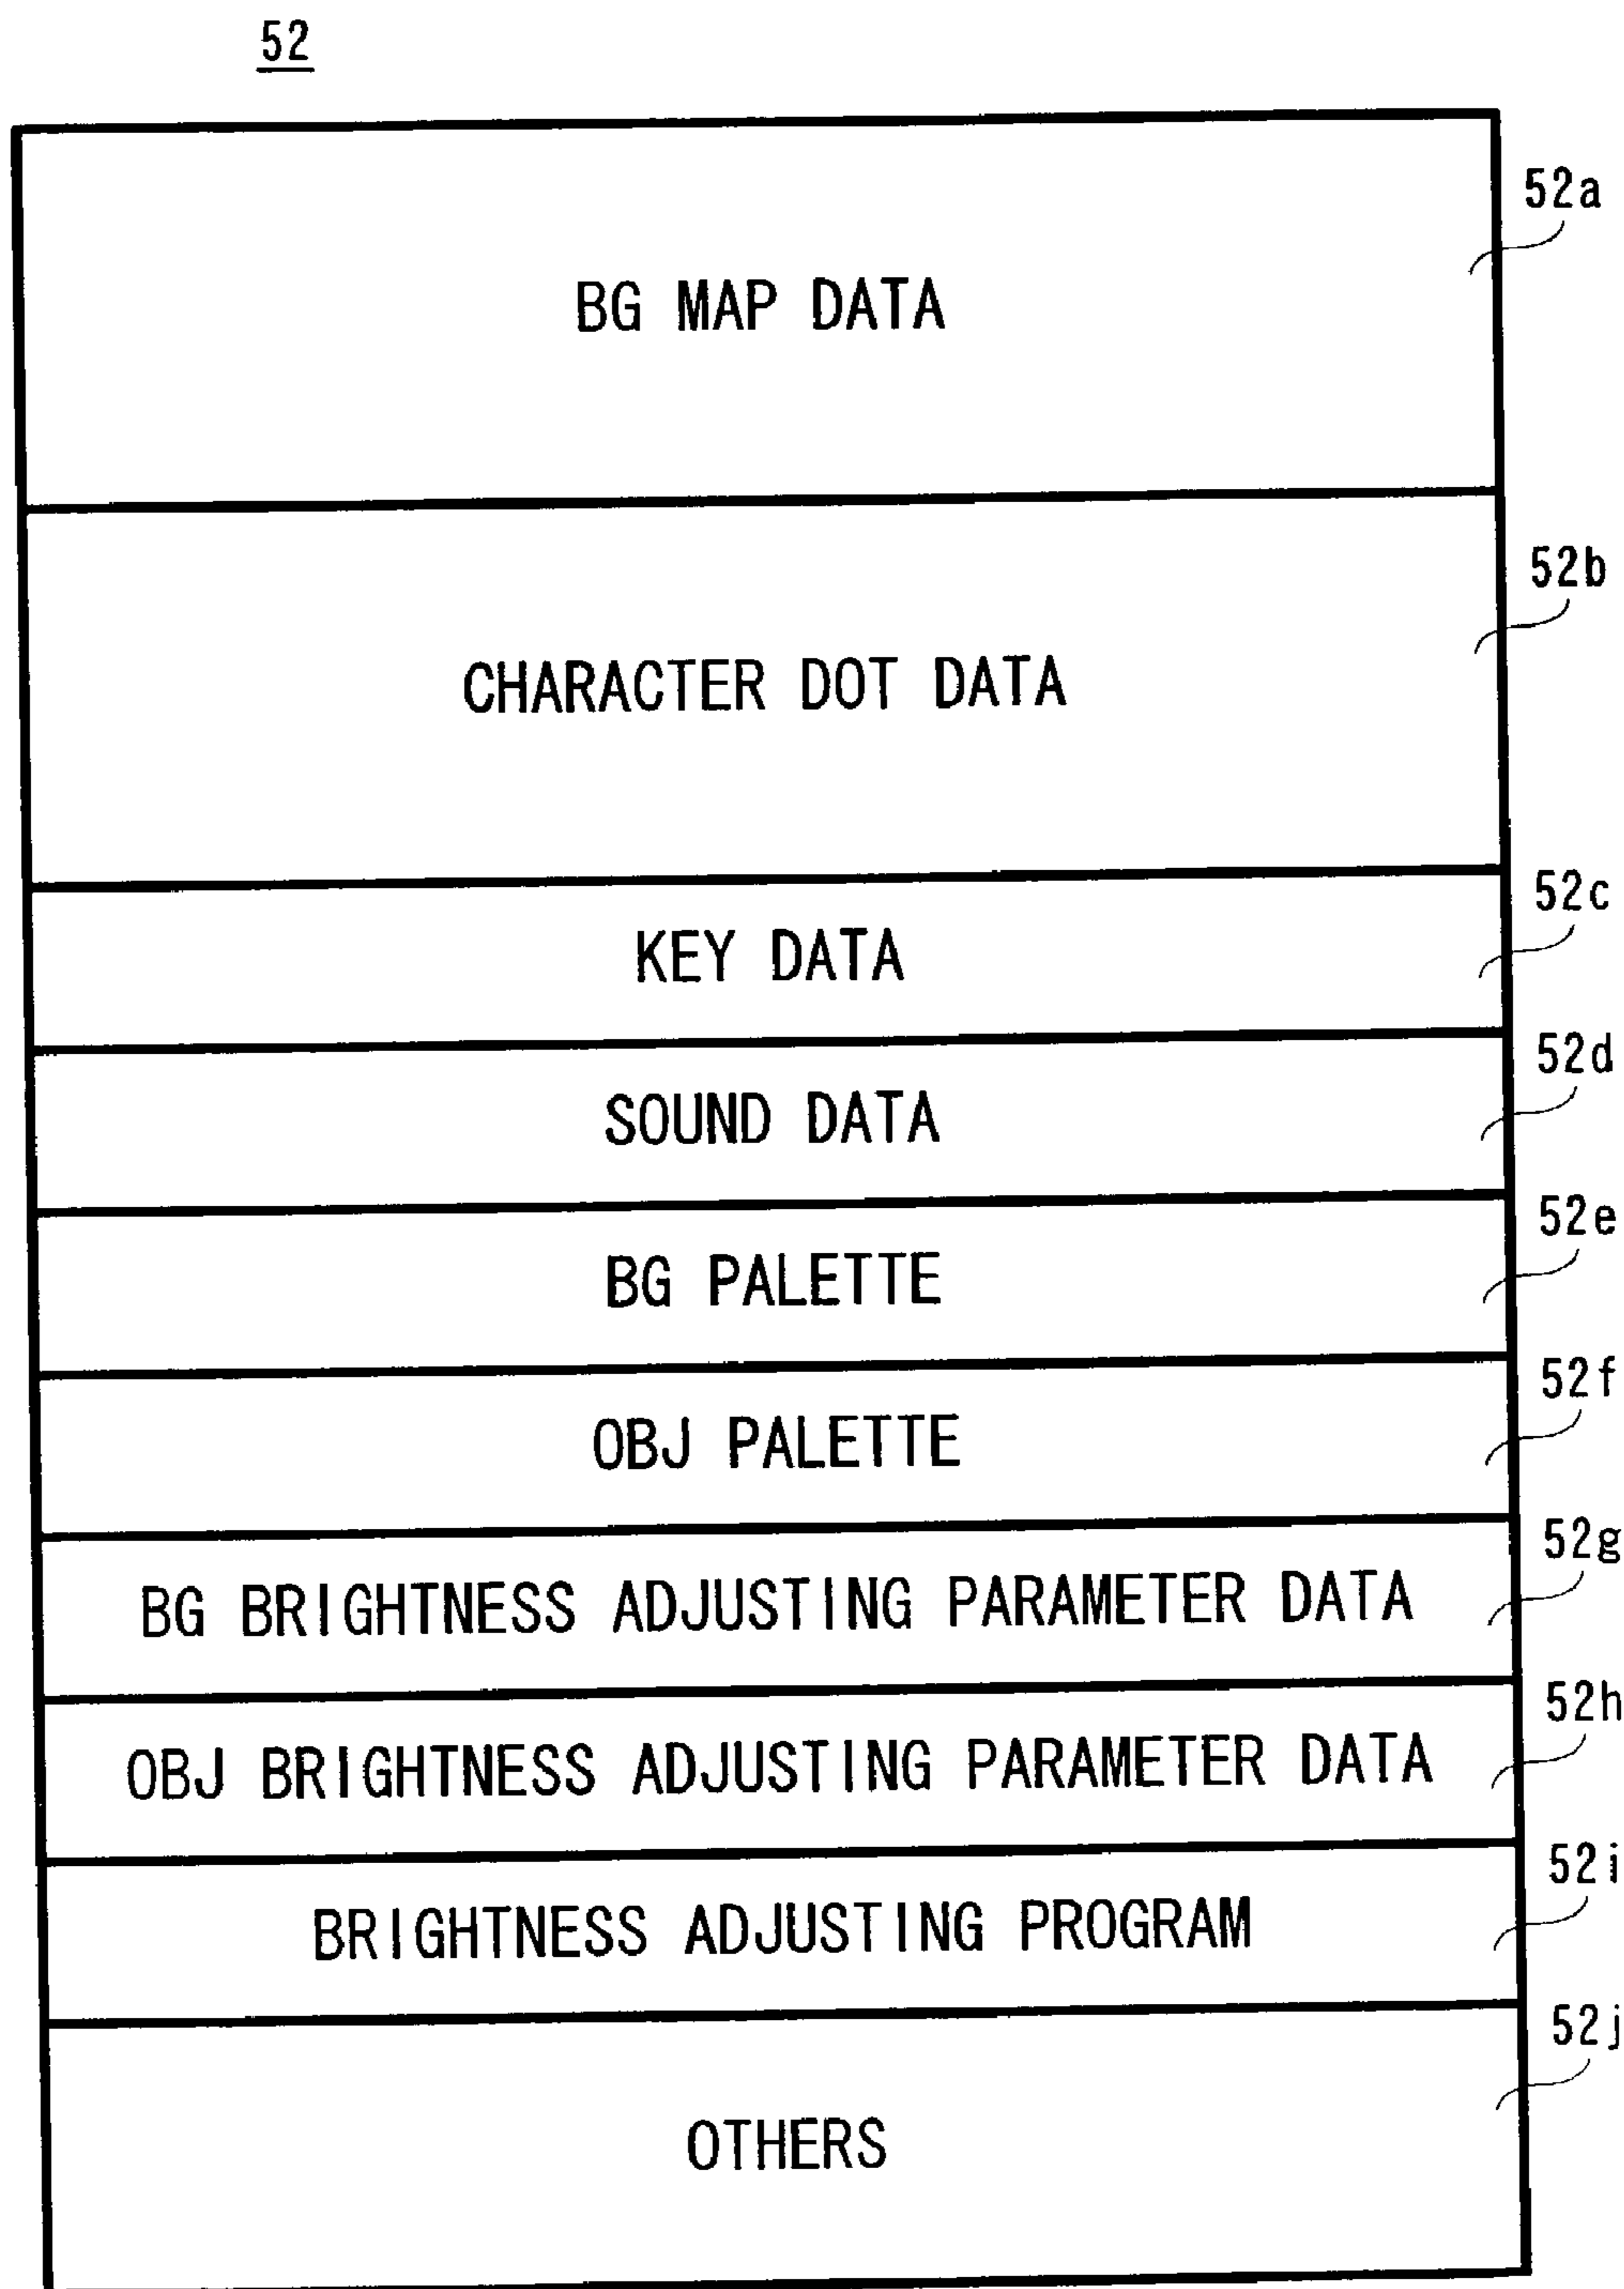 52
52a
BG MAP DATA
52b
CHARACTER DOT DATA
52c
KEY DATA
52d
SOUND DATA
52e
BG PALETTE
52f
OBJ PALETTE
52g
BG BRIGHTNESS ADJUSTING PARAMETER DATA
52h
OBJ BRIGHTNESS ADJUSTING PARAMETER DATA
52i
BRIGHTNESS ADJUSTING PROGRAM
52j
OTHERS